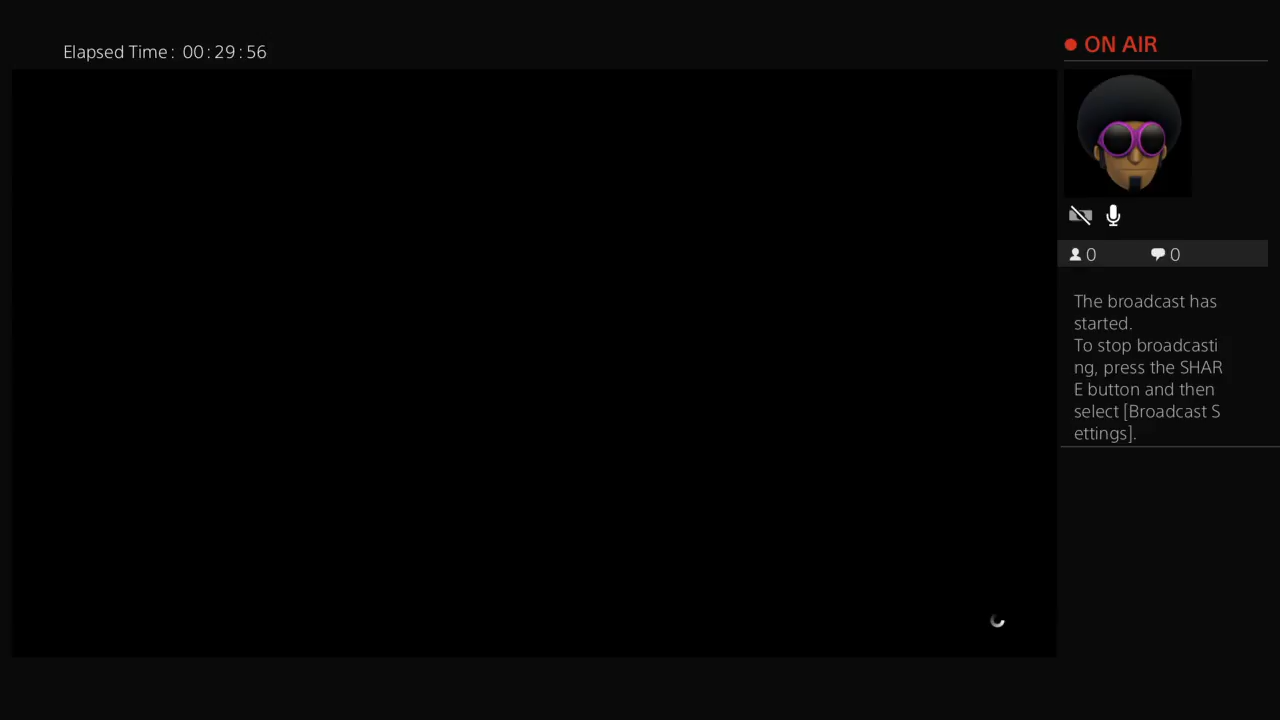 Elapsed Time: 00:29:56
ON AIR
0 0
The broadcast has
started.
To stop broadcasti
ng, press the SHAR
E button and then
select [Broadcast S
ettings].